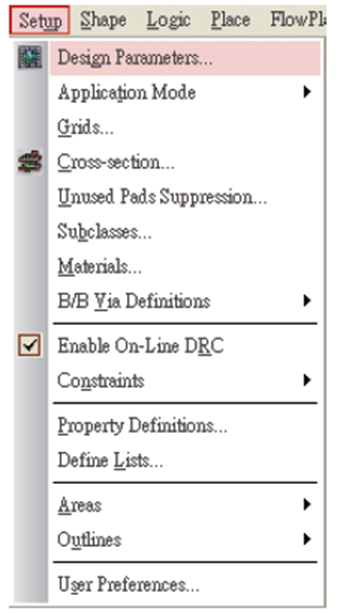 Setup Shape Logic Place FlowPl
Design Parameters...
Application Mode
Grids...
Cross-section...
Unused Pads Suppression...
Subclasses...
Materials...
B/B Via Definitions
Enable On-Line DRC
Constraints
Property Definitions...
Define Lists...
Areas
Outlines
User Preferences...